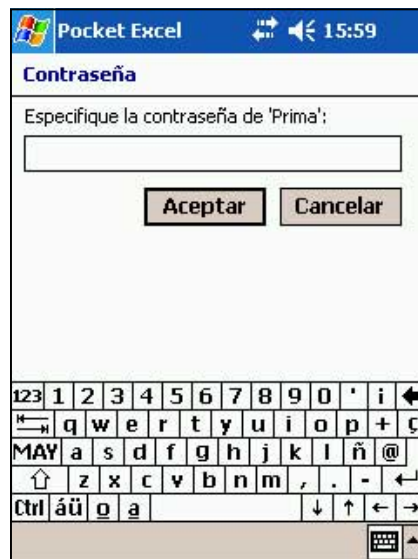 Pocket Excel 15:59
Contraseña
Especifique la contraseña de 'Prima':
Aceptar Cancelar
123 1 2 3 4 5 6 7 8 9 0 ' ¡
q w e r t y u i o p + ç
MAY a s d f g h j k l ñ @
z x c v b n m , . -
Ctrl áü º ª